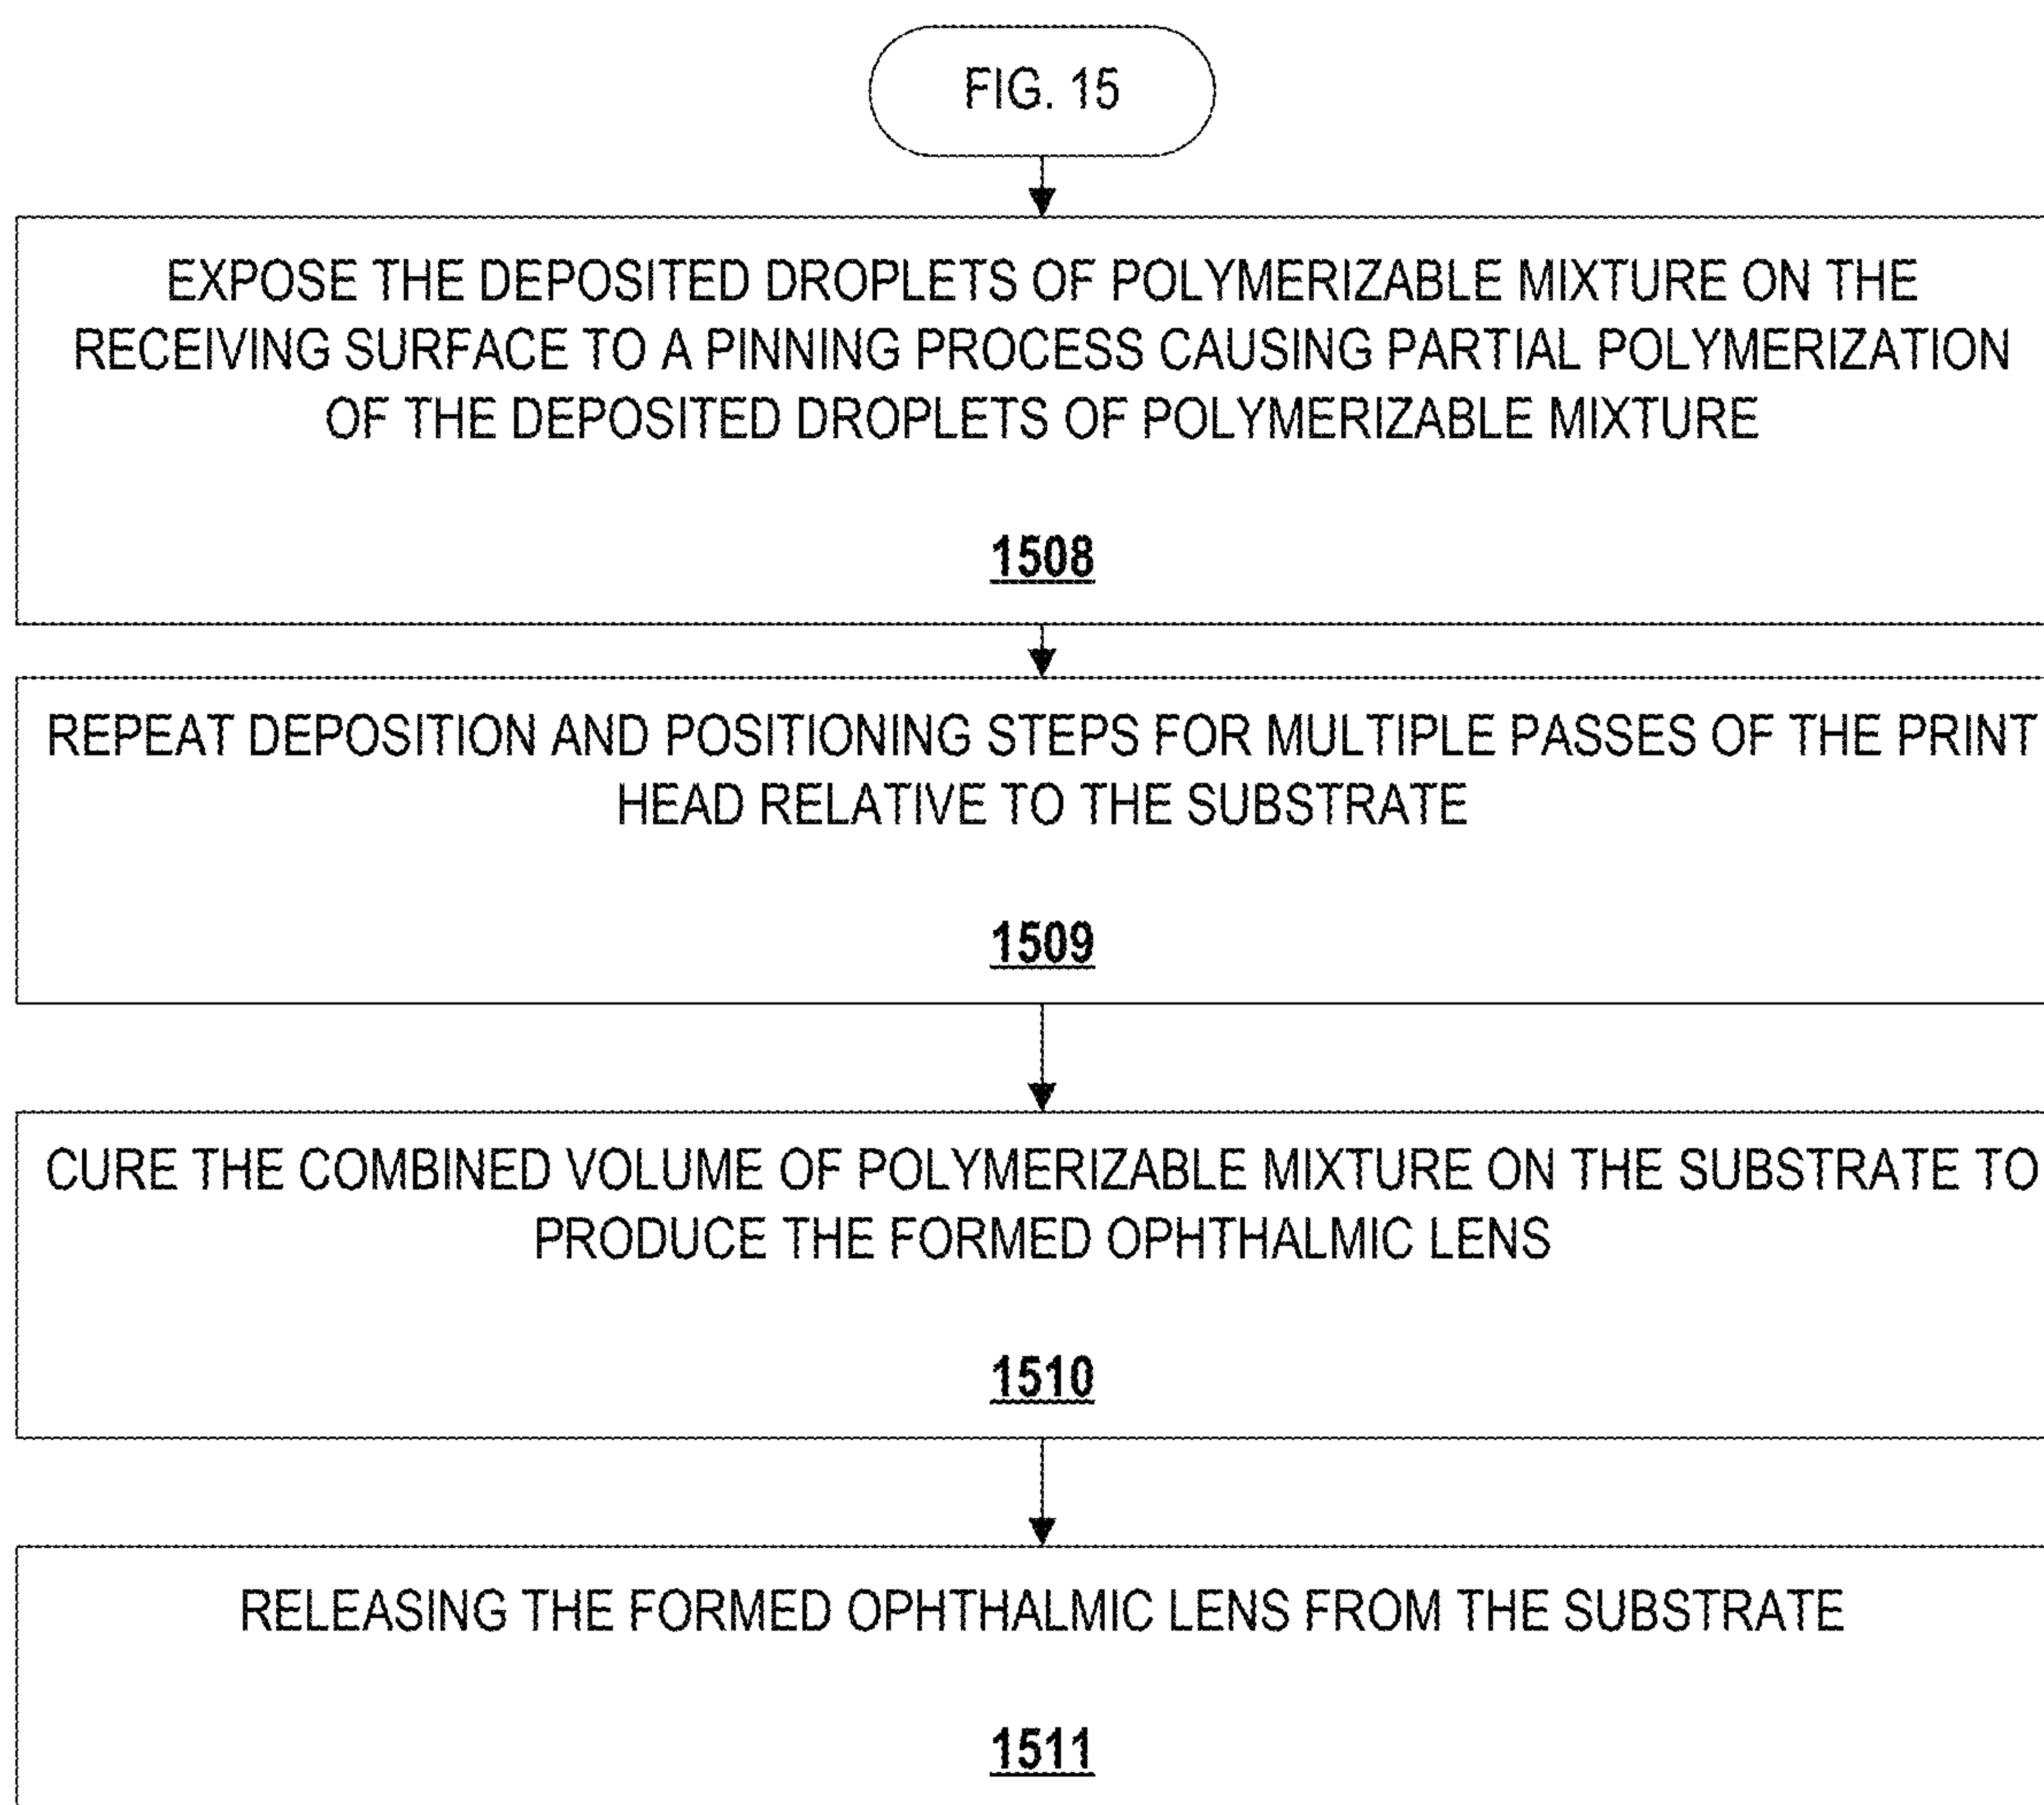 FIG. 15
EXPOSE THE DEPOSITED DROPLETS OF POLYMERIZABLE MIXTURE ON THE
RECEIVING SURFACE TO A PINNING PROCESS CAUSING PARTIAL POLYMERIZATION
OF THE DEPOSITED DROPLETS OF POLYMERIZABLE MIXTURE
1508
REPEAT DEPOSITION AND POSITIONING STEPS FOR MULTIPLE PASSES OF THE PRINT
HEAD RELATIVE TO THE SUBSTRATE
1509
CURE THE COMBINED VOLUME OF POLYMERIZABLE MIXTURE ON THE SUBSTRATE TO
PRODUCE THE FORMED OPHTHALMIC LENS
1510
RELEASING THE FORMED OPHTHALMIC LENS FROM THE SUBSTRATE
1511